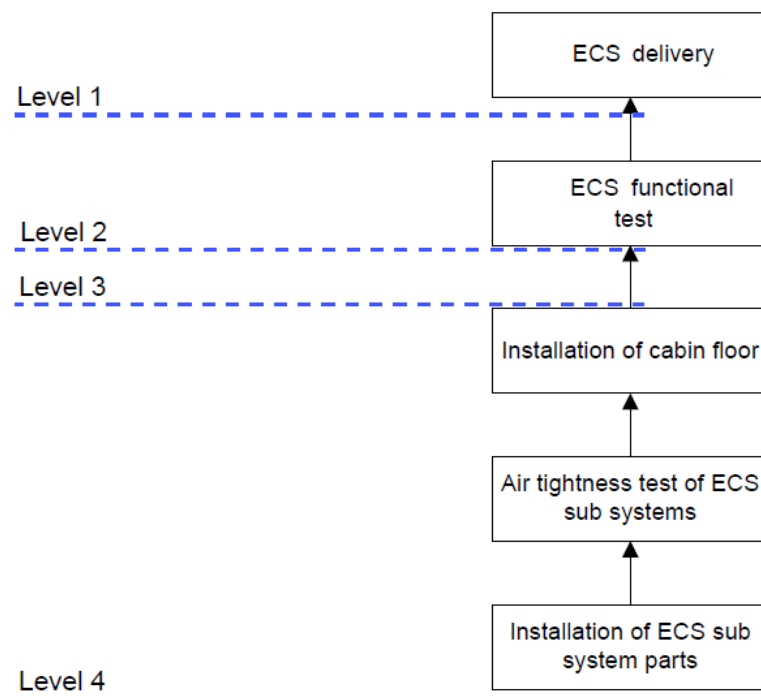 ECS delivery
Level 1
ECS functional
test
Level 2
Level 3
Installation of cabin floor
Air tightness test of ECS
sub systems
Installation of ECS sub
system parts
Level 4